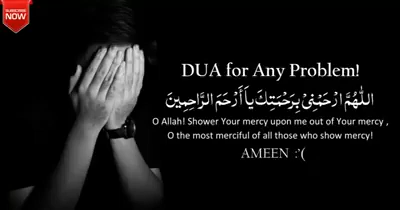 SUBSCRIBE
NOW
DUA for Any Problem!
اَللّٰهُمَّ ارْحَمْنِيْ بِرَحْمَتِكَ يَا أَرْحَمَ الرَّاحِمِينَ
O Allah! Shower Your mercy upon me out of Your mercy ,
O the most merciful of all those who show mercy!
AMEEN :'(